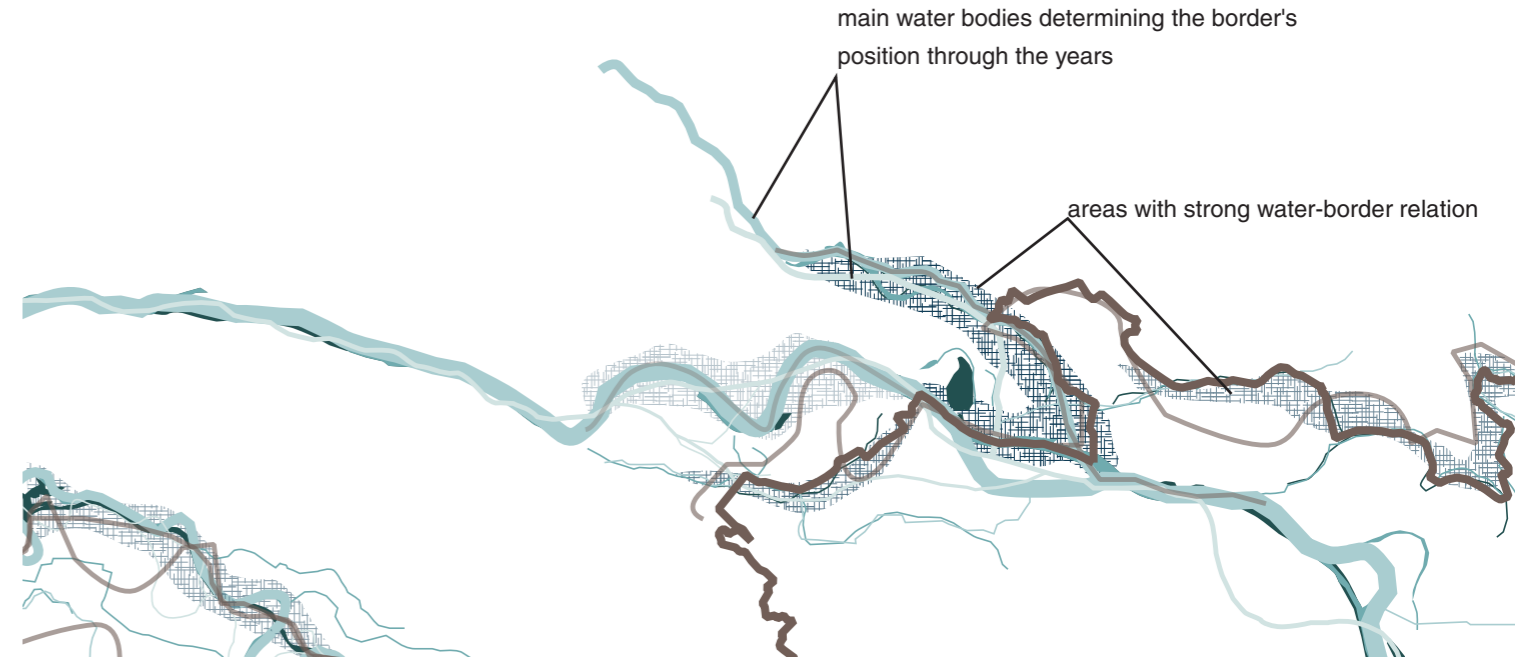 main water bodies determining the border's
position through the years
areas with strong water-border relation